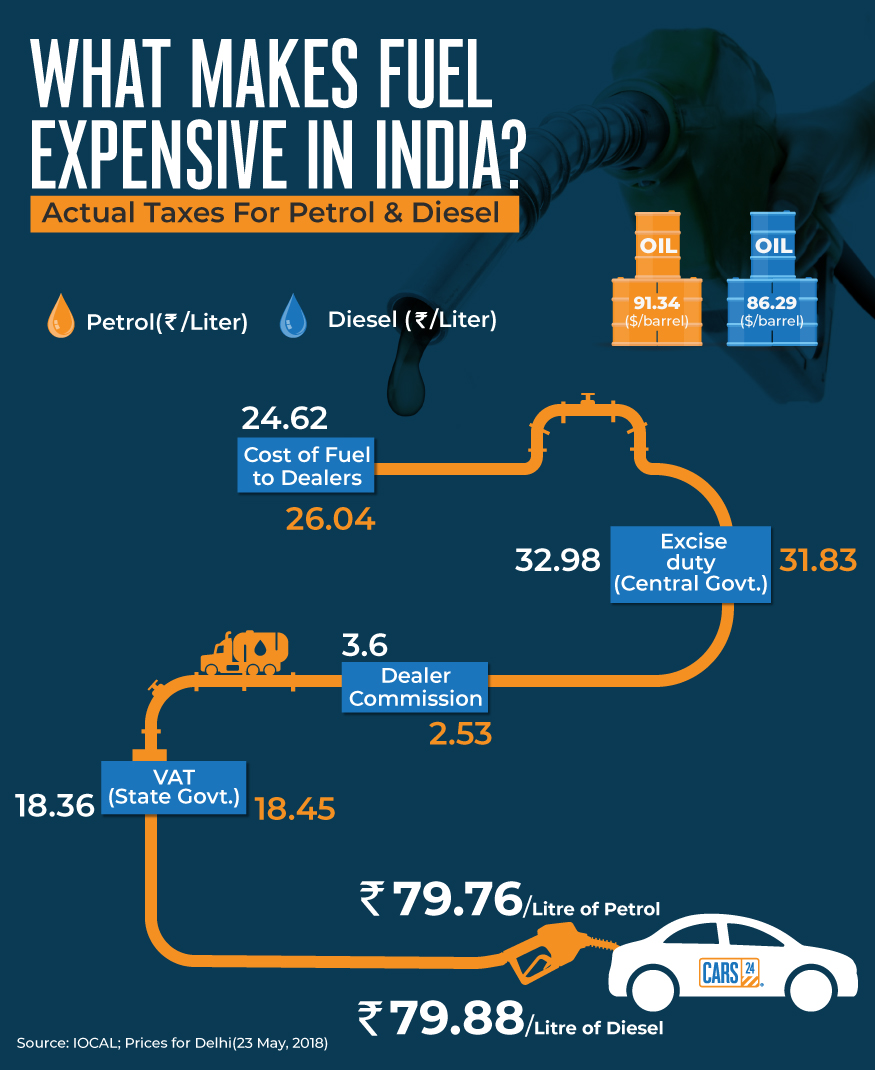 WHAT MAKES FUEL
EXPENSIVE IN INDIA?
Actual Taxes For Petrol & Diesel
OIL
91.34
($/barrel)
OIL
86.29
($/barrel)
Petrol(₹/Liter)
Diesel (₹/Liter)
24.62
Cost of Fuel
to Dealers
26.04
32.98
Excise
duty
(Central Govt.)
31.83
3.6
Dealer
Commission
2.53
18.36
VAT
(State Govt.)
18.45
₹ 79.76/Litre of Petrol
CARS 24
₹ 79.88/Litre of Diesel
Source: IOCAL; Prices for Delhi(23 May, 2018)